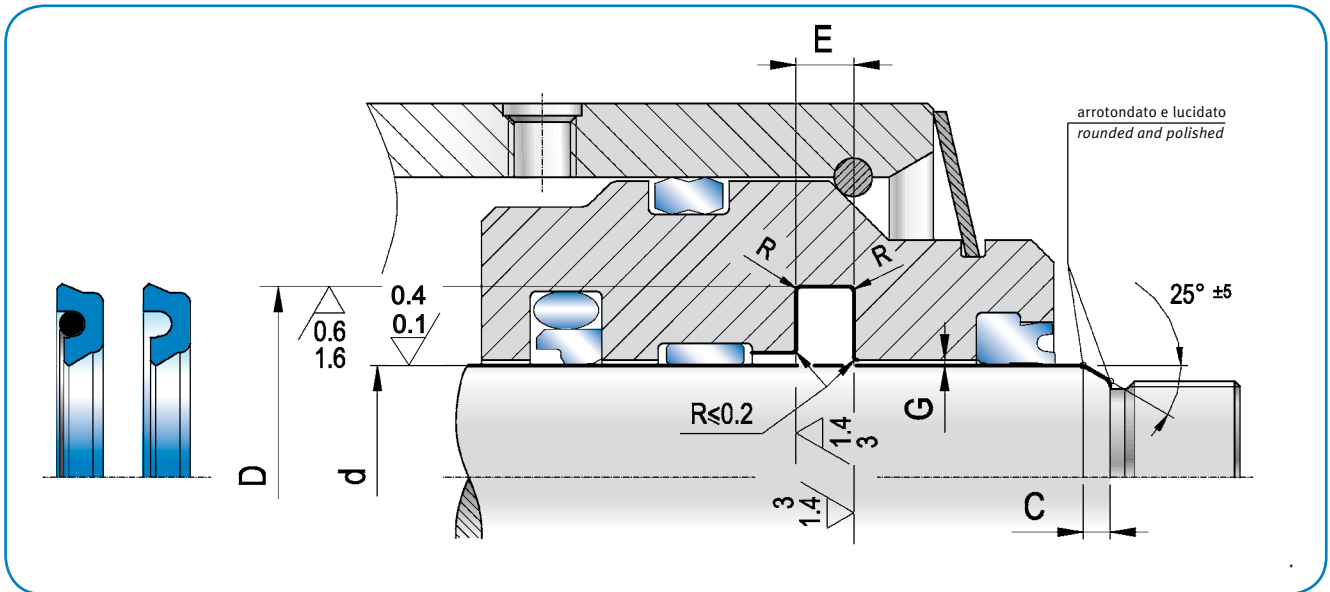 E
arrotondato e lucidato
rounded and polished
R
R
25° ±5
0.4
0.1
0.6
1.6
D
d
R≤0.2
G
1.4
3
3
1.4
C